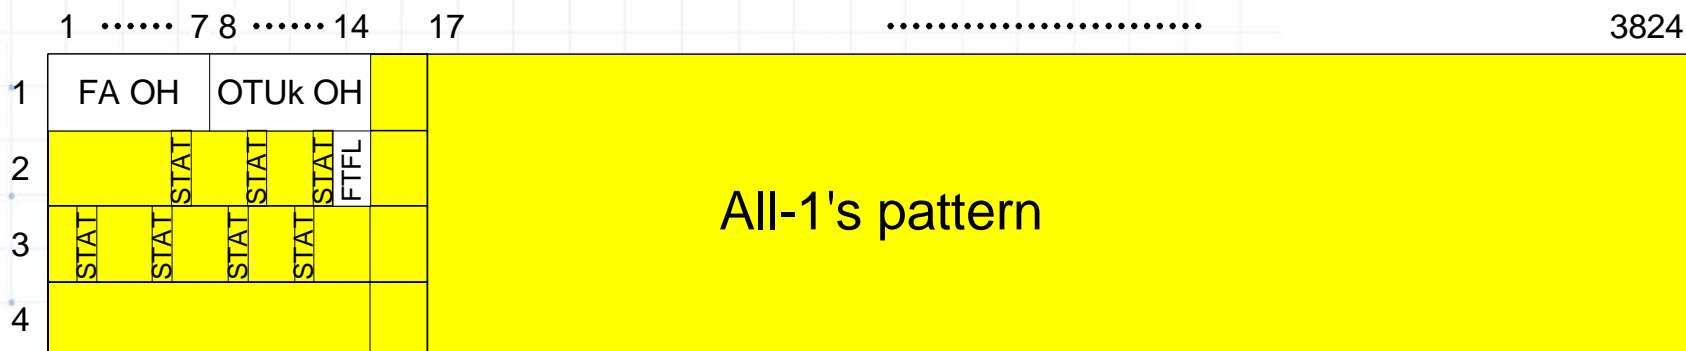 1 ...... 7 8 ...... 14 17 ........................ 3824
1 FA OH OTUk OH
2 STAT STAT STAT FTFL
All-1's pattern
3 STAT STAT STAT STAT
4